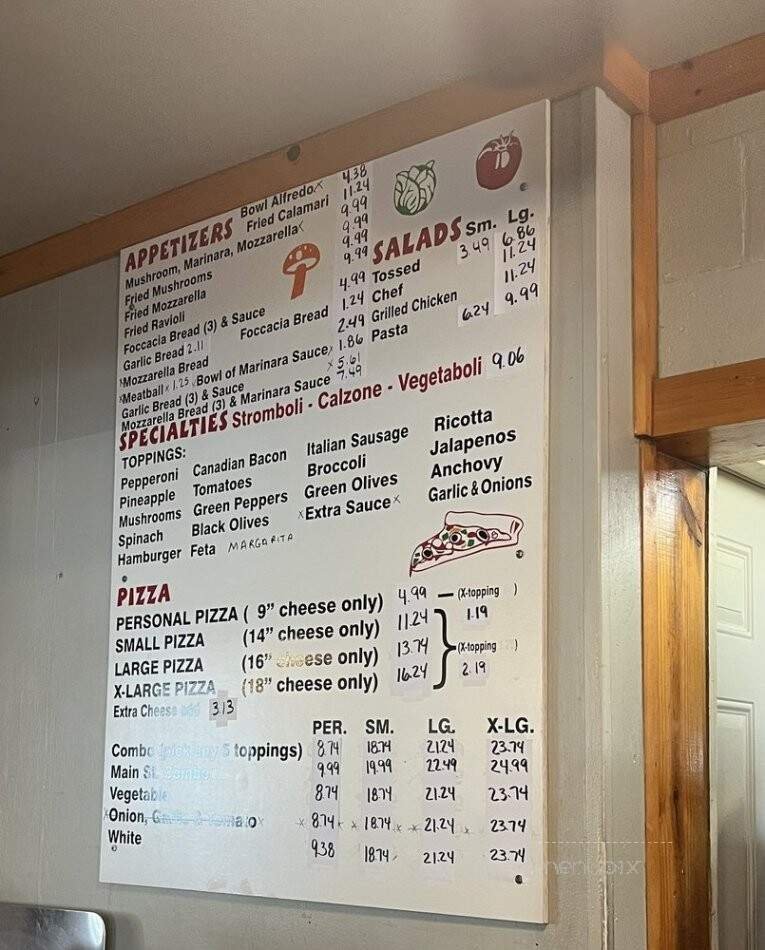 APPETIZERS
Bowl Alfredo 4.38
Fried Calamari 11.24
Mushroom, Marinara, Mozzarella 9.99
Fried Mushrooms 9.99
Fried Mozzarella 9.99
Fried Ravioli 9.99
Foccacia Bread (3) & Sauce 4.99
Garlic Bread 2.11 Foccacia Bread 1.24
Mozzarella Bread 2.49
Meatball 1.25 Bowl of Marinara Sauce 1.86
Garlic Bread (3) & Sauce 5.61
Mozzarella Bread (3) & Marinara Sauce 7.49
SALADS Sm. Lg.
Tossed 3.49 6.86
Chef 11.24
Grilled Chicken 11.24
Pasta 6.24 9.99
SPECIALTIES Stromboli - Calzone - Vegetaboli 9.06
TOPPINGS:
Pepperoni Canadian Bacon Italian Sausage Ricotta
Pineapple Tomatoes Broccoli Jalapenos
Mushrooms Green Peppers Green Olives Anchovy
Spinach Black Olives Extra Sauce Garlic & Onions
Hamburger Feta MARGARITA
PIZZA
PERSONAL PIZZA ( 9” cheese only) 4.99 — (X-topping )
SMALL PIZZA (14” cheese only) 11.24 1.19
LARGE PIZZA (16” cheese only) 13.74 (X-topping )
X-LARGE PIZZA (18” cheese only) 16.24 2.19
Extra Cheese add 3.13
PER. SM. LG. X-LG.
Combo (pick any 5 toppings) 8.74 18.74 21.24 23.74
Main St. Combo 9.99 19.99 22.49 24.99
Vegetable 8.74 18.74 21.24 23.74
Onion, Garlic & Tomato 8.74 18.74 21.24 23.74
White 9.38 18.74 21.24 23.74
menupix